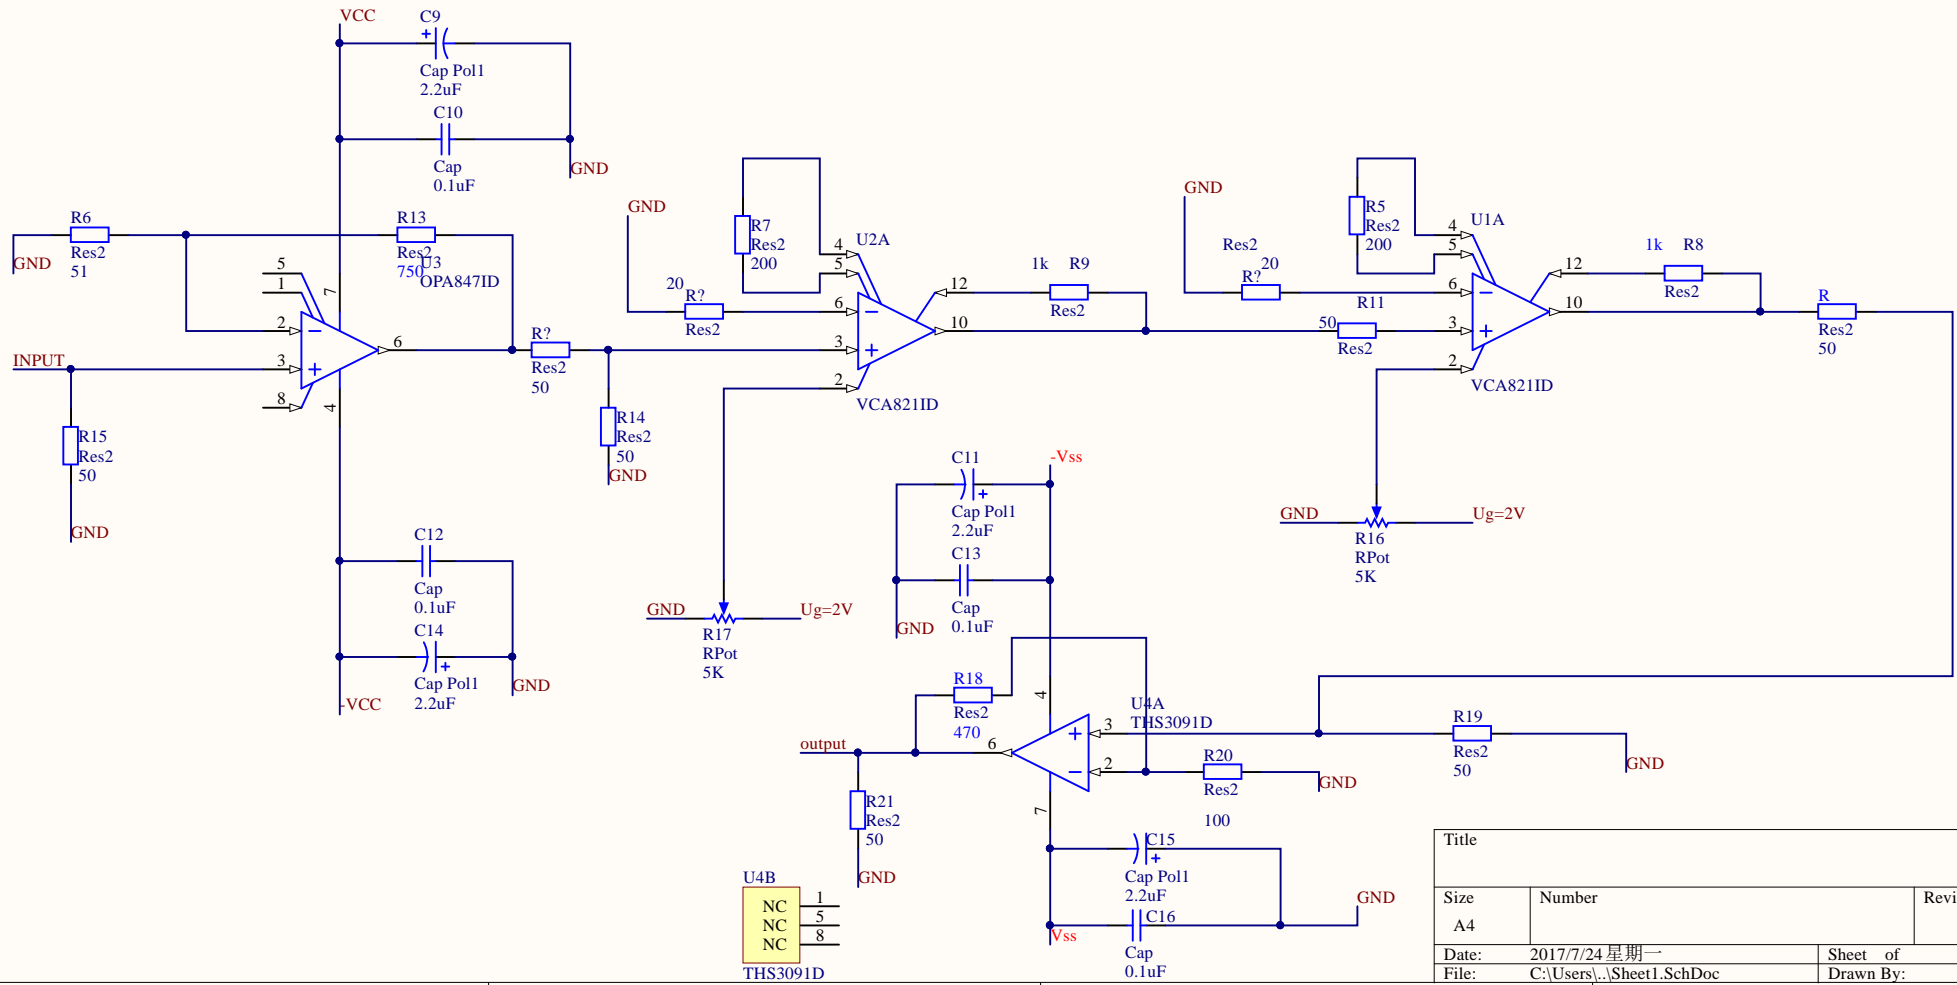 VCC
C9
Cap Pol1
2.2uF
C10
Cap
0.1uF
GND
R6
Res2
51
GND
R13
Res2
750
U3
OPA847ID
5
1
7
2
3
6
8
4
INPUT
R15
Res2
50
GND
R?
Res2
50
R14
Res2
50
GND
C12
Cap
0.1uF
C14
Cap Pol1
2.2uF
GND
-VCC
GND
R7
Res2
200
20
R?
Res2
U2A
4
5
6
3
2
12
10
VCA821ID
1k R9
Res2
GND
R17
RPot
5K
Ug=2V
GND
Res2
R?
20
R5
Res2
200
U1A
4
5
6
3
2
12
10
VCA821ID
R11
50
Res2
1k R8
Res2
R
Res2
50
GND
R16
RPot
5K
Ug=2V
-Vss
C11
Cap Pol1
2.2uF
C13
Cap
0.1uF
GND
R18
Res2
470
U4A
THS3091D
4
3
2
6
7
output
R21
Res2
50
GND
R20
Res2
100
GND
R19
Res2
50
GND
C15
Cap Pol1
2.2uF
C16
Cap
0.1uF
GND
Vss
U4B
NC 1
NC 5
NC 8
THS3091D
Title
Size Number Revi
A4
Date: 2017/7/24 星期一 Sheet of
File: C:\Users\..\Sheet1.SchDoc Drawn By: